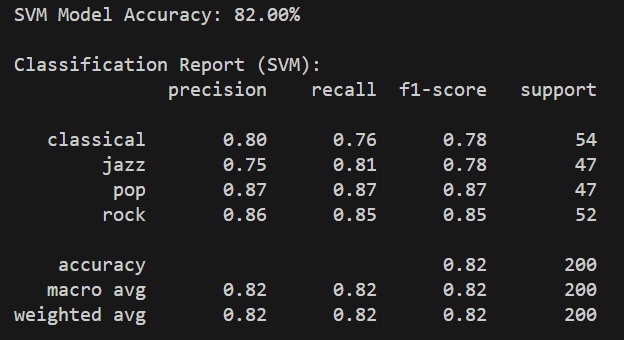 SVM Model Accuracy: 82.00%
Classification Report (SVM):
precision recall f1-score support
classical 0.80 0.76 0.78 54
jazz 0.75 0.81 0.78 47
pop 0.87 0.87 0.87 47
rock 0.86 0.85 0.85 52
accuracy 0.82 200
macro avg 0.82 0.82 0.82 200
weighted avg 0.82 0.82 0.82 200